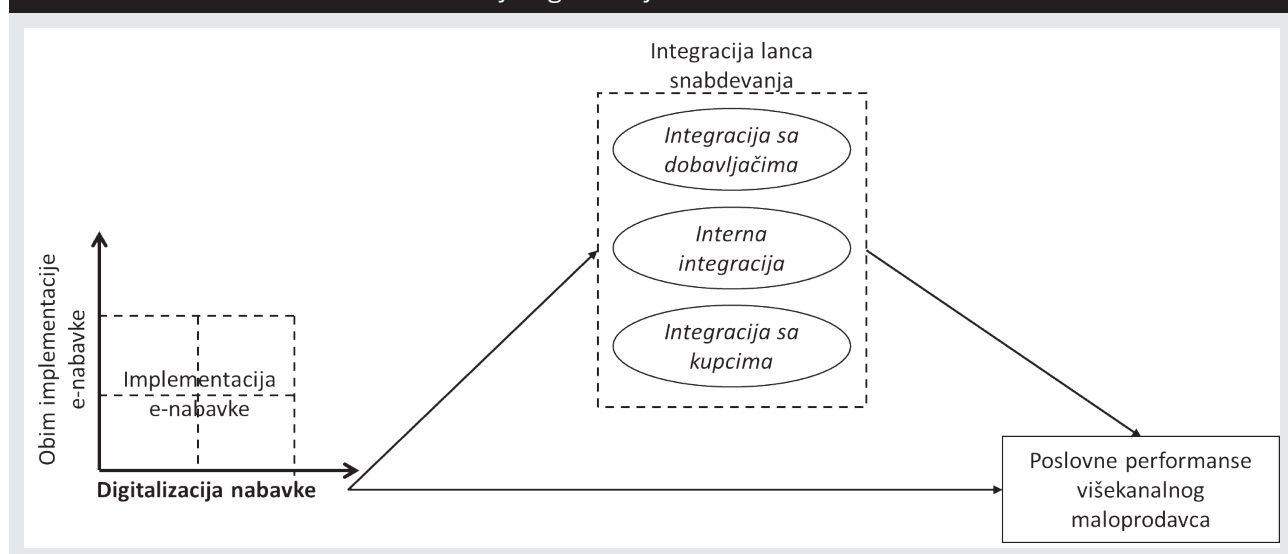 Integracija lanca
snabdevanja
Integracija sa
dobavljačima
Interna
integracija
Integracija sa
kupcima
Obim implementacije
e-nabavke
Implementacija
e-nabavke
Digitalizacija nabavke
Poslovne performanse
višekanalnog
maloprodavca